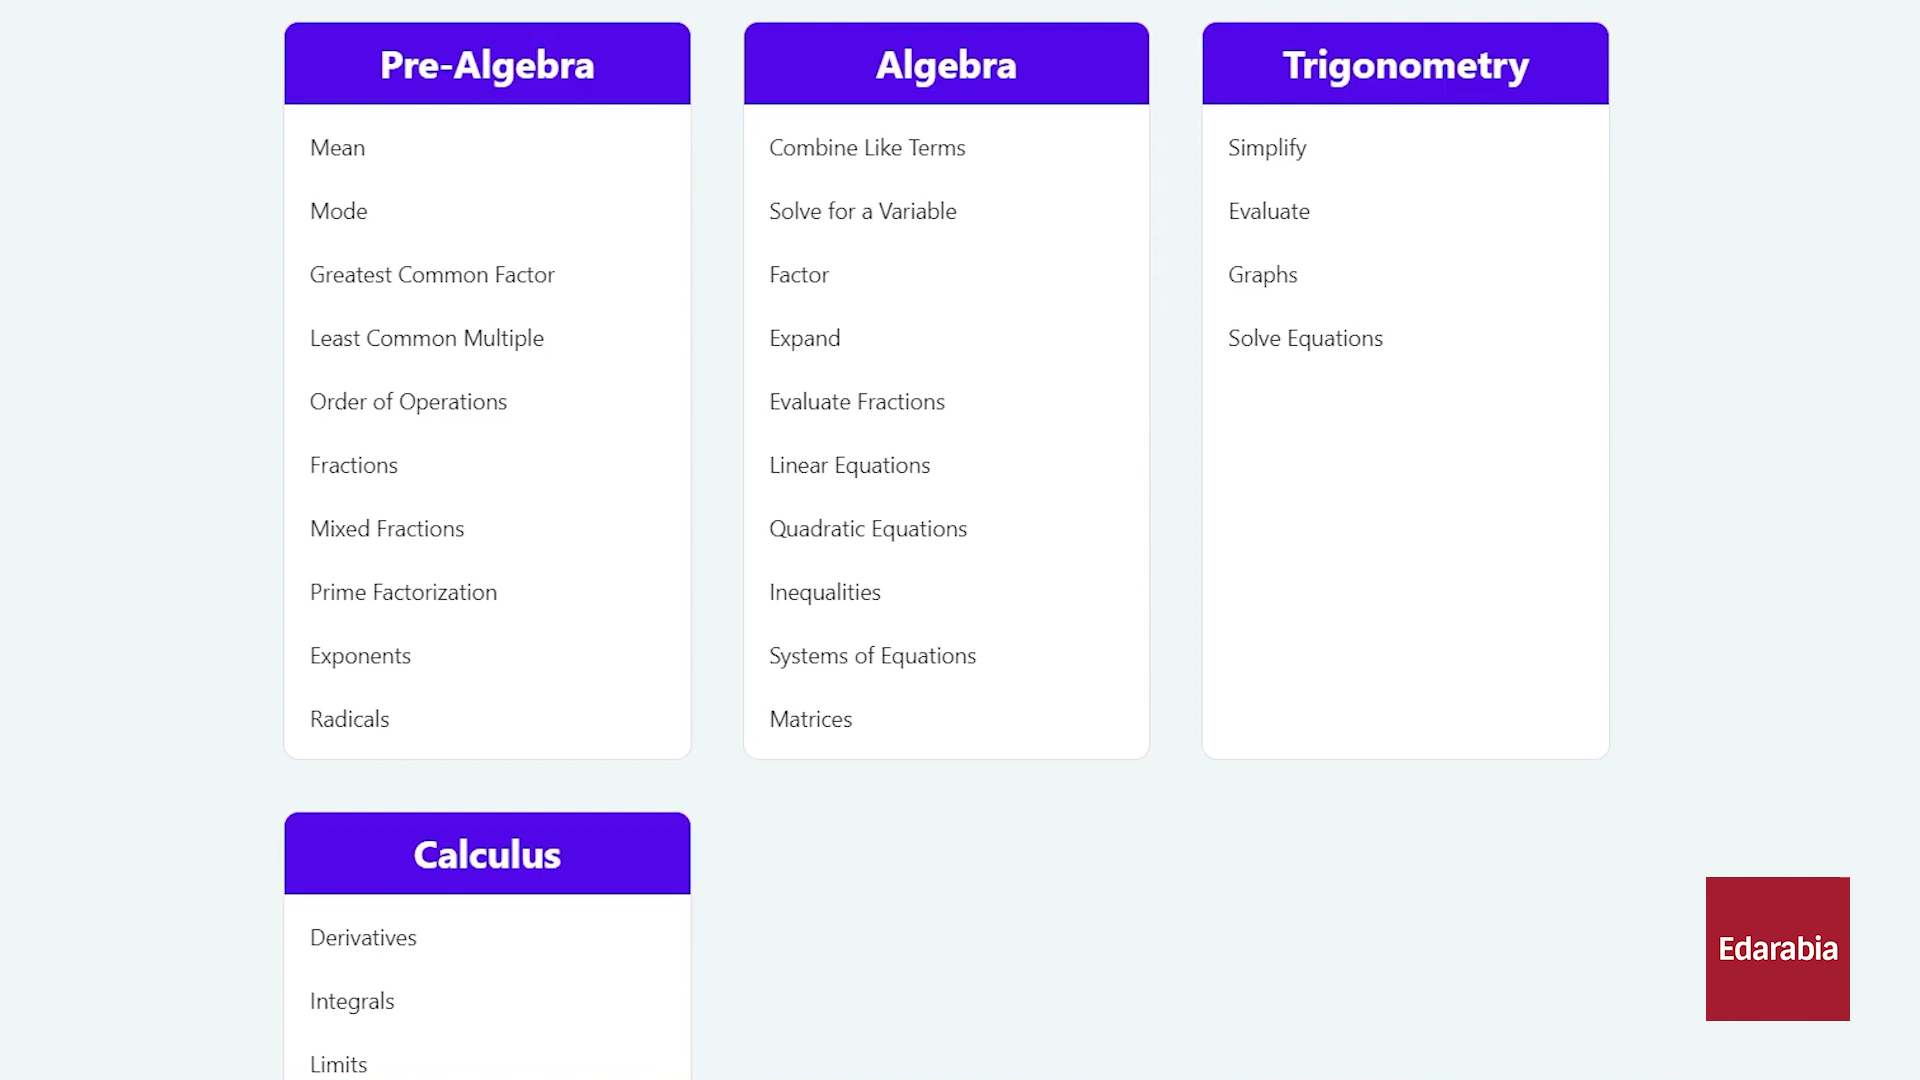 Pre-Algebra
Mean
Mode
Greatest Common Factor
Least Common Multiple
Order of Operations
Fractions
Mixed Fractions
Prime Factorization
Exponents
Radicals
Algebra
Combine Like Terms
Solve for a Variable
Factor
Expand
Evaluate Fractions
Linear Equations
Quadratic Equations
Inequalities
Systems of Equations
Matrices
Trigonometry
Simplify
Evaluate
Graphs
Solve Equations
Calculus
Derivatives
Integrals
Limits
Edarabia